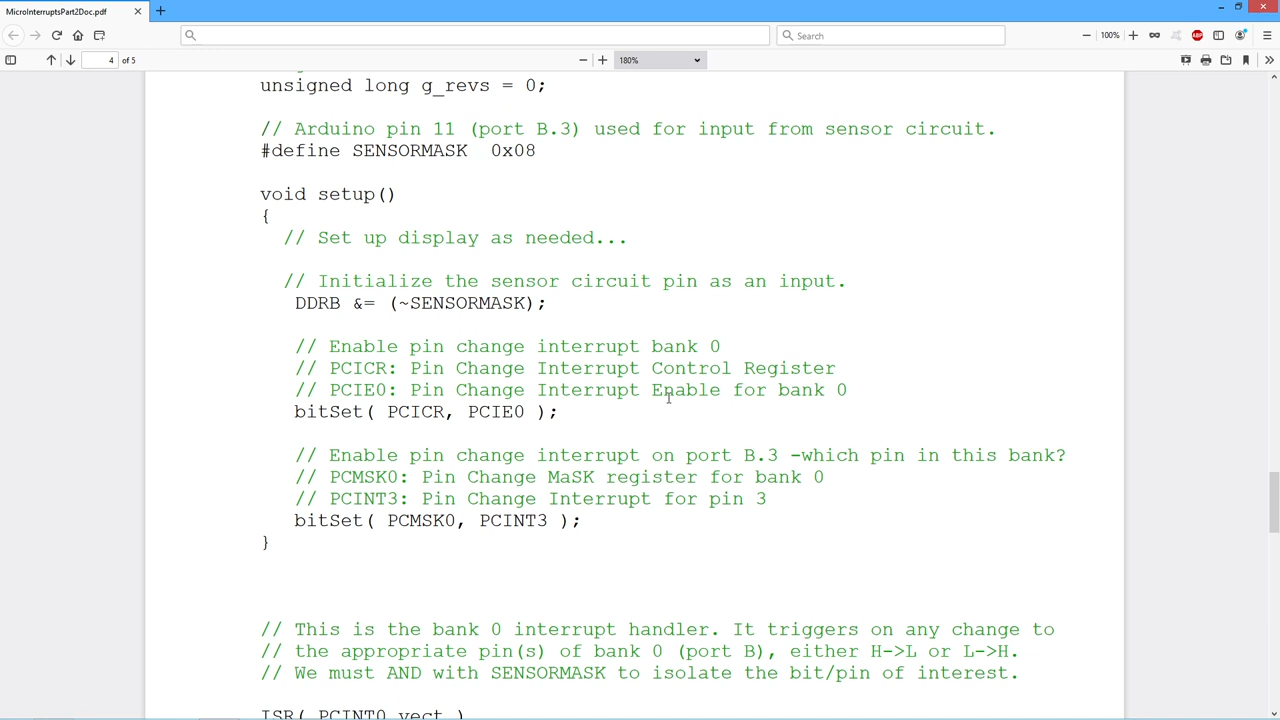 MicroInterruptsPart2Doc.pdf
Search
100%
4 of 5
180%
unsigned long g_revs = 0;
// Arduino pin 11 (port B.3) used for input from sensor circuit.
#define SENSORMASK 0x08
void setup()
{
// Set up display as needed...
// Initialize the sensor circuit pin as an input.
DDRB &= (~SENSORMASK);
// Enable pin change interrupt bank 0
// PCICR: Pin Change Interrupt Control Register
// PCIE0: Pin Change Interrupt Enable for bank 0
bitSet( PCICR, PCIE0 );
// Enable pin change interrupt on port B.3 -which pin in this bank?
// PCMSK0: Pin Change MaSK register for bank 0
// PCINT3: Pin Change Interrupt for pin 3
bitSet( PCMSK0, PCINT3 );
}
// This is the bank 0 interrupt handler. It triggers on any change to
// the appropriate pin(s) of bank 0 (port B), either H->L or L->H.
// We must AND with SENSORMASK to isolate the bit/pin of interest.
ISR( PCINT0_vect )